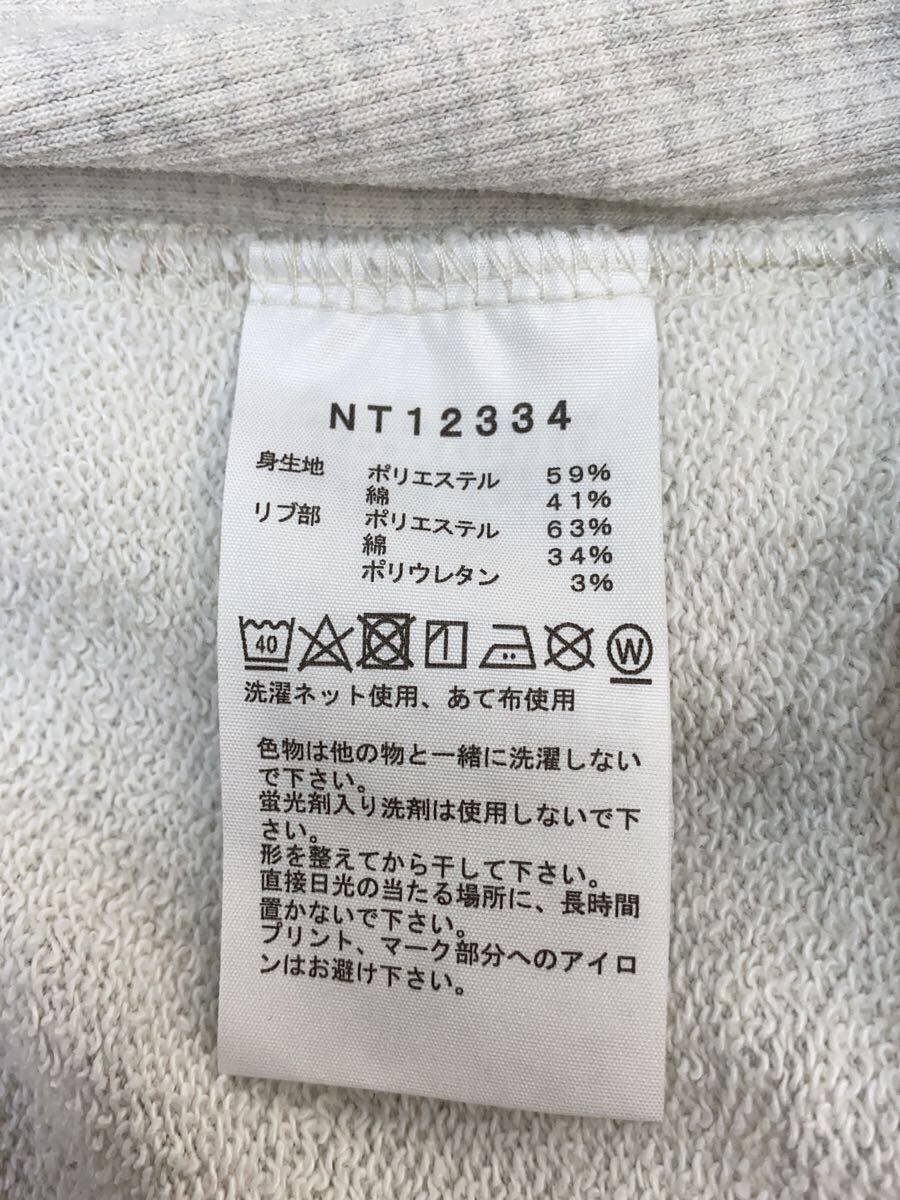 NT12334
身生地 ポリエステル 59%
綿 41%
リブ部 ポリエステル 63%
綿 34%
ポリウレタン 3%
40 W
洗濯ネット使用、あて布使用
色物は他の物と一緒に洗濯しない
で下さい。
蛍光剤入り洗剤は使用しないで下
さい。
形を整えてから干して下さい。
直接日光の当たる場所に、長時間
置かないで下さい。
プリント、マーク部分へのアイロ
ンはお避け下さい。